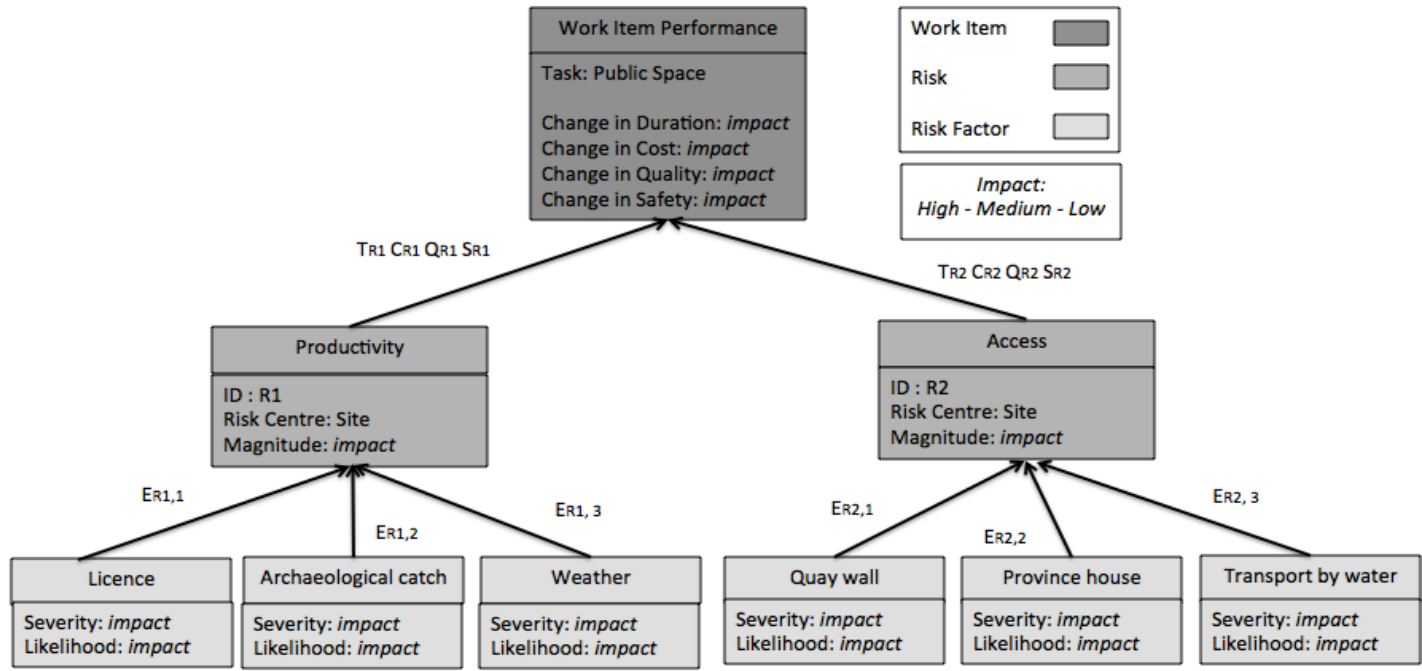 Work Item Performance
Task: Public Space
Change in Duration: impact
Change in Cost: impact
Change in Quality: impact
Change in Safety: impact
Work Item
Risk
Risk Factor
Impact:
High - Medium - Low
TR1 CR1 QR1 SR1
TR2 CR2 QR2 SR2
Productivity
ID : R1
Risk Centre: Site
Magnitude: impact
Access
ID : R2
Risk Centre: Site
Magnitude: impact
ER1,1
ER1,2
ER1, 3
ER2,1
ER2,2
ER2, 3
Licence
Severity: impact
Likelihood: impact
Archaeological catch
Severity: impact
Likelihood: impact
Weather
Severity: impact
Likelihood: impact
Quay wall
Severity: impact
Likelihood: impact
Province house
Severity: impact
Likelihood: impact
Transport by water
Severity: impact
Likelihood: impact